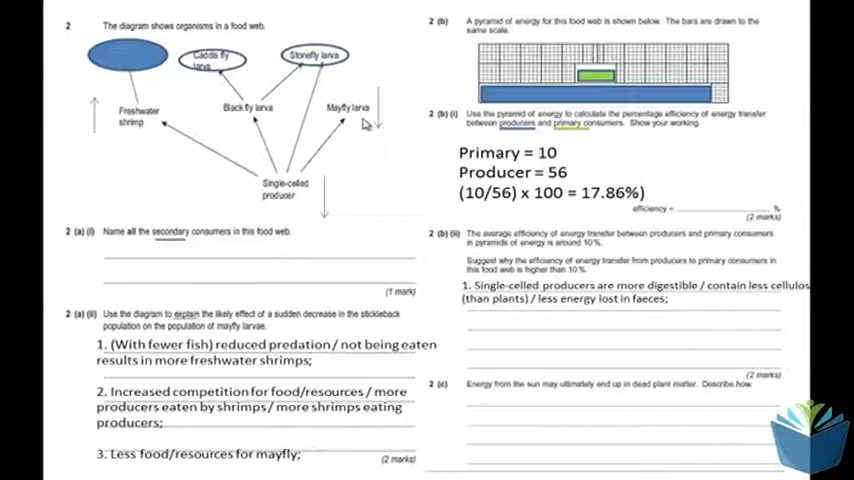 2 The diagram shows organisms in a food web.
Caddis fly
larva
Stonefly larva
Freshwater
shrimp
Black fly larva
Mayfly larva
Single-celled
producer
2 (a) (i) Name all the secondary consumers in this food web.
(1 mark)
2 (a) (ii) Use the diagram to explain the likely effect of a sudden decrease in the stickleback
population on the population of mayfly larvae.
1. (With fewer fish) reduced predation / not being eaten
results in more freshwater shrimps;
2. Increased competition for food/resources / more
producers eaten by shrimps / more shrimps eating
producers;
3. Less food/resources for mayfly;
(2 marks)
2 (b) A pyramid of energy for this food web is shown below. The bars are drawn to the
same scale.
2 (b) (i) Use the pyramid of energy to calculate the percentage efficiency of energy transfer
between producers and primary consumers. Show your working.
Primary = 10
Producer = 56
(10/56) x 100 = 17.86%)
efficiency = %
(2 marks)
2 (b) (ii) The average efficiency of energy transfer between producers and primary consumers
in pyramids of energy is around 10%.
Suggest why the efficiency of energy transfer from producers to primary consumers in
this food web is higher than 10%.
1. Single-celled producers are more digestible / contain less cellulos
(than plants) / less energy lost in faeces;
(2 marks)
2 (c) Energy from the sun may ultimately end up in dead plant matter. Describe how.